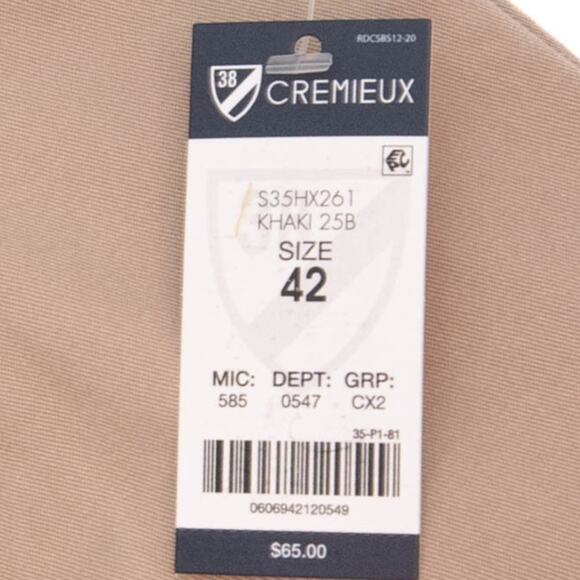 RDCSBS12-20
38
CREMIEUX
S35HX261
KHAKI 25B
SIZE
42
MIC: DEPT: GRP:
585 0547 CX2
35-P1-81
0606942120549
$65.00